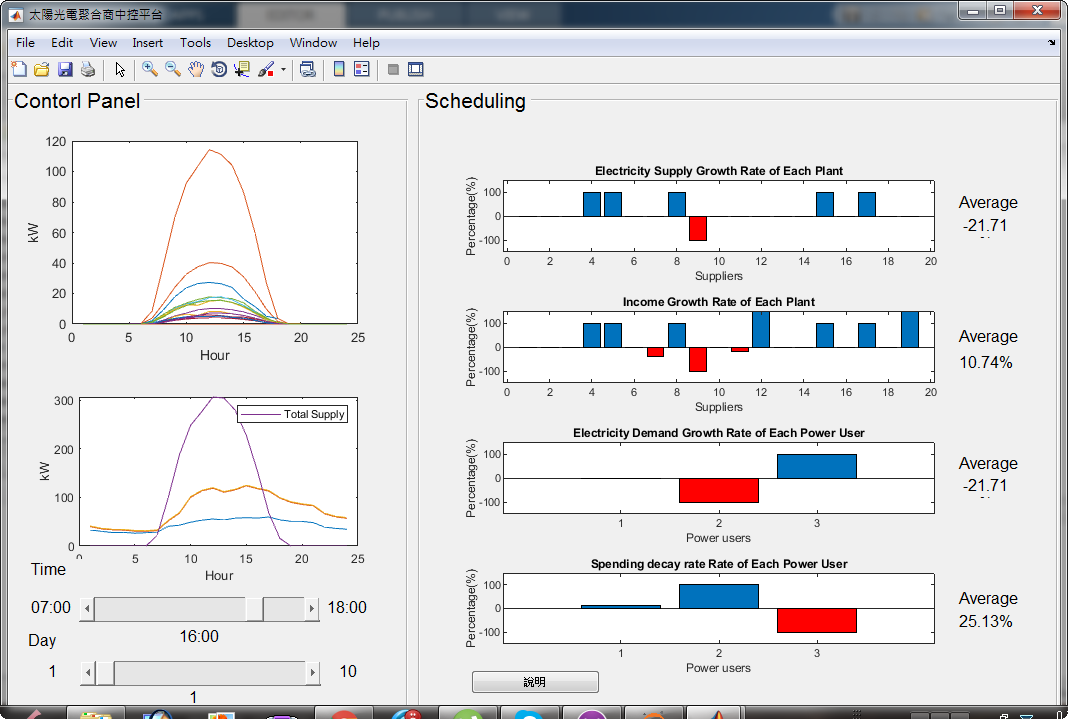 太陽光電聚合商中控平台
File Edit View Insert Tools Desktop Window Help
Contorl Panel
120
100
80
60
40
20
0
kW
0 5 10 15 20 25
Hour
300
200
100
0
kW
Total Supply
5 10 15 20 25
Hour
Time
07:00 18:00
16:00
Day
1 10
1
Scheduling
Electricity Supply Growth Rate of Each Plant
Percentage(%)
100
0
-100
0 2 4 6 8 10 12 14 16 18 20
Suppliers
Average
-21.71
Income Growth Rate of Each Plant
Percentage(%)
100
0
-100
0 2 4 6 8 10 12 14 16 18 20
Suppliers
Average
10.74%
Electricity Demand Growth Rate of Each Power User
Percentage(%)
100
0
-100
1 2 3
Power users
Average
-21.71
Spending decay rate Rate of Each Power User
Percentage(%)
100
0
-100
1 2 3
Power users
Average
25.13%
說明